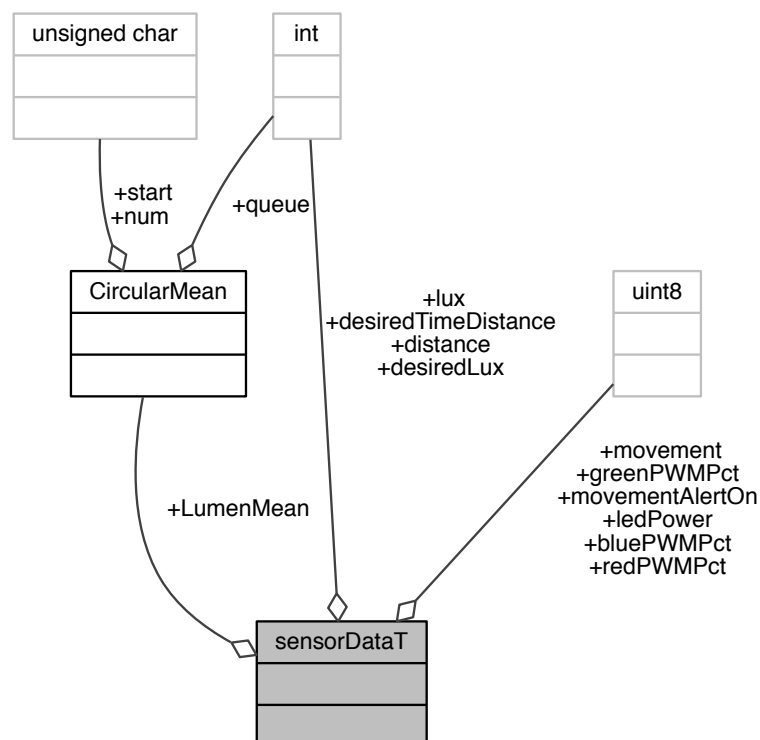 unsigned char
int
+start
+num
+queue
CircularMean
uint8
+lux
+desiredTimeDistance
+distance
+desiredLux
+movement
+greenPWMPct
+movementAlertOn
+ledPower
+bluePWMPct
+redPWMPct
+LumenMean
sensorDataT